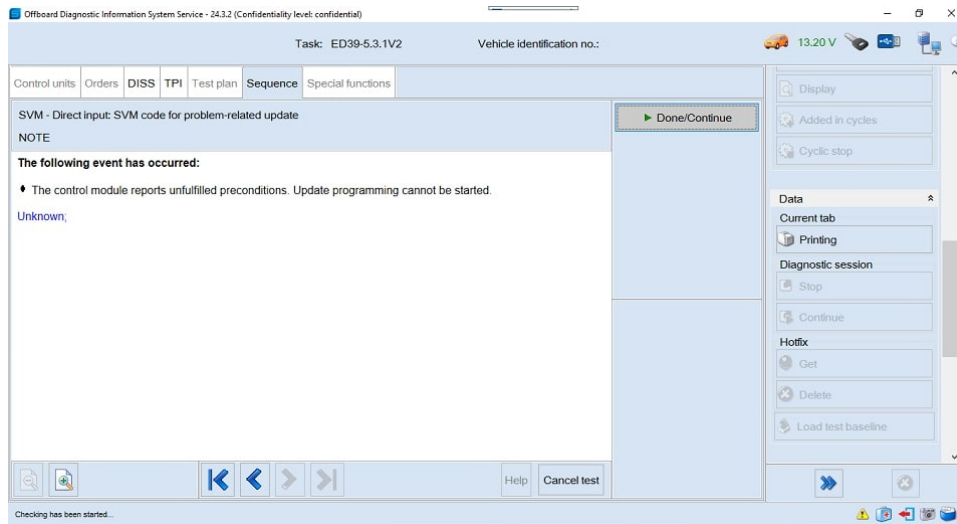 Offboard Diagnostic Information System Service - 24.3.2 (Confidentiality level: confidential)
Task: ED39-5.3.1V2
Vehicle identification no.:
13.20 V
Control units
Orders
DISS
TPI
Test plan
Sequence
Special functions
SVM - Direct input: SVM code for problem-related update
NOTE
The following event has occurred:
The control module reports unfulfilled preconditions. Update programming cannot be started.
Unknown;
Done/Continue
Display
Added in cycles
Cyclic stop
Data
Current tab
Printing
Diagnostic session
Stop
Continue
Hotfix
Get
Delete
Load test baseline
Help
Cancel test
Checking has been started...